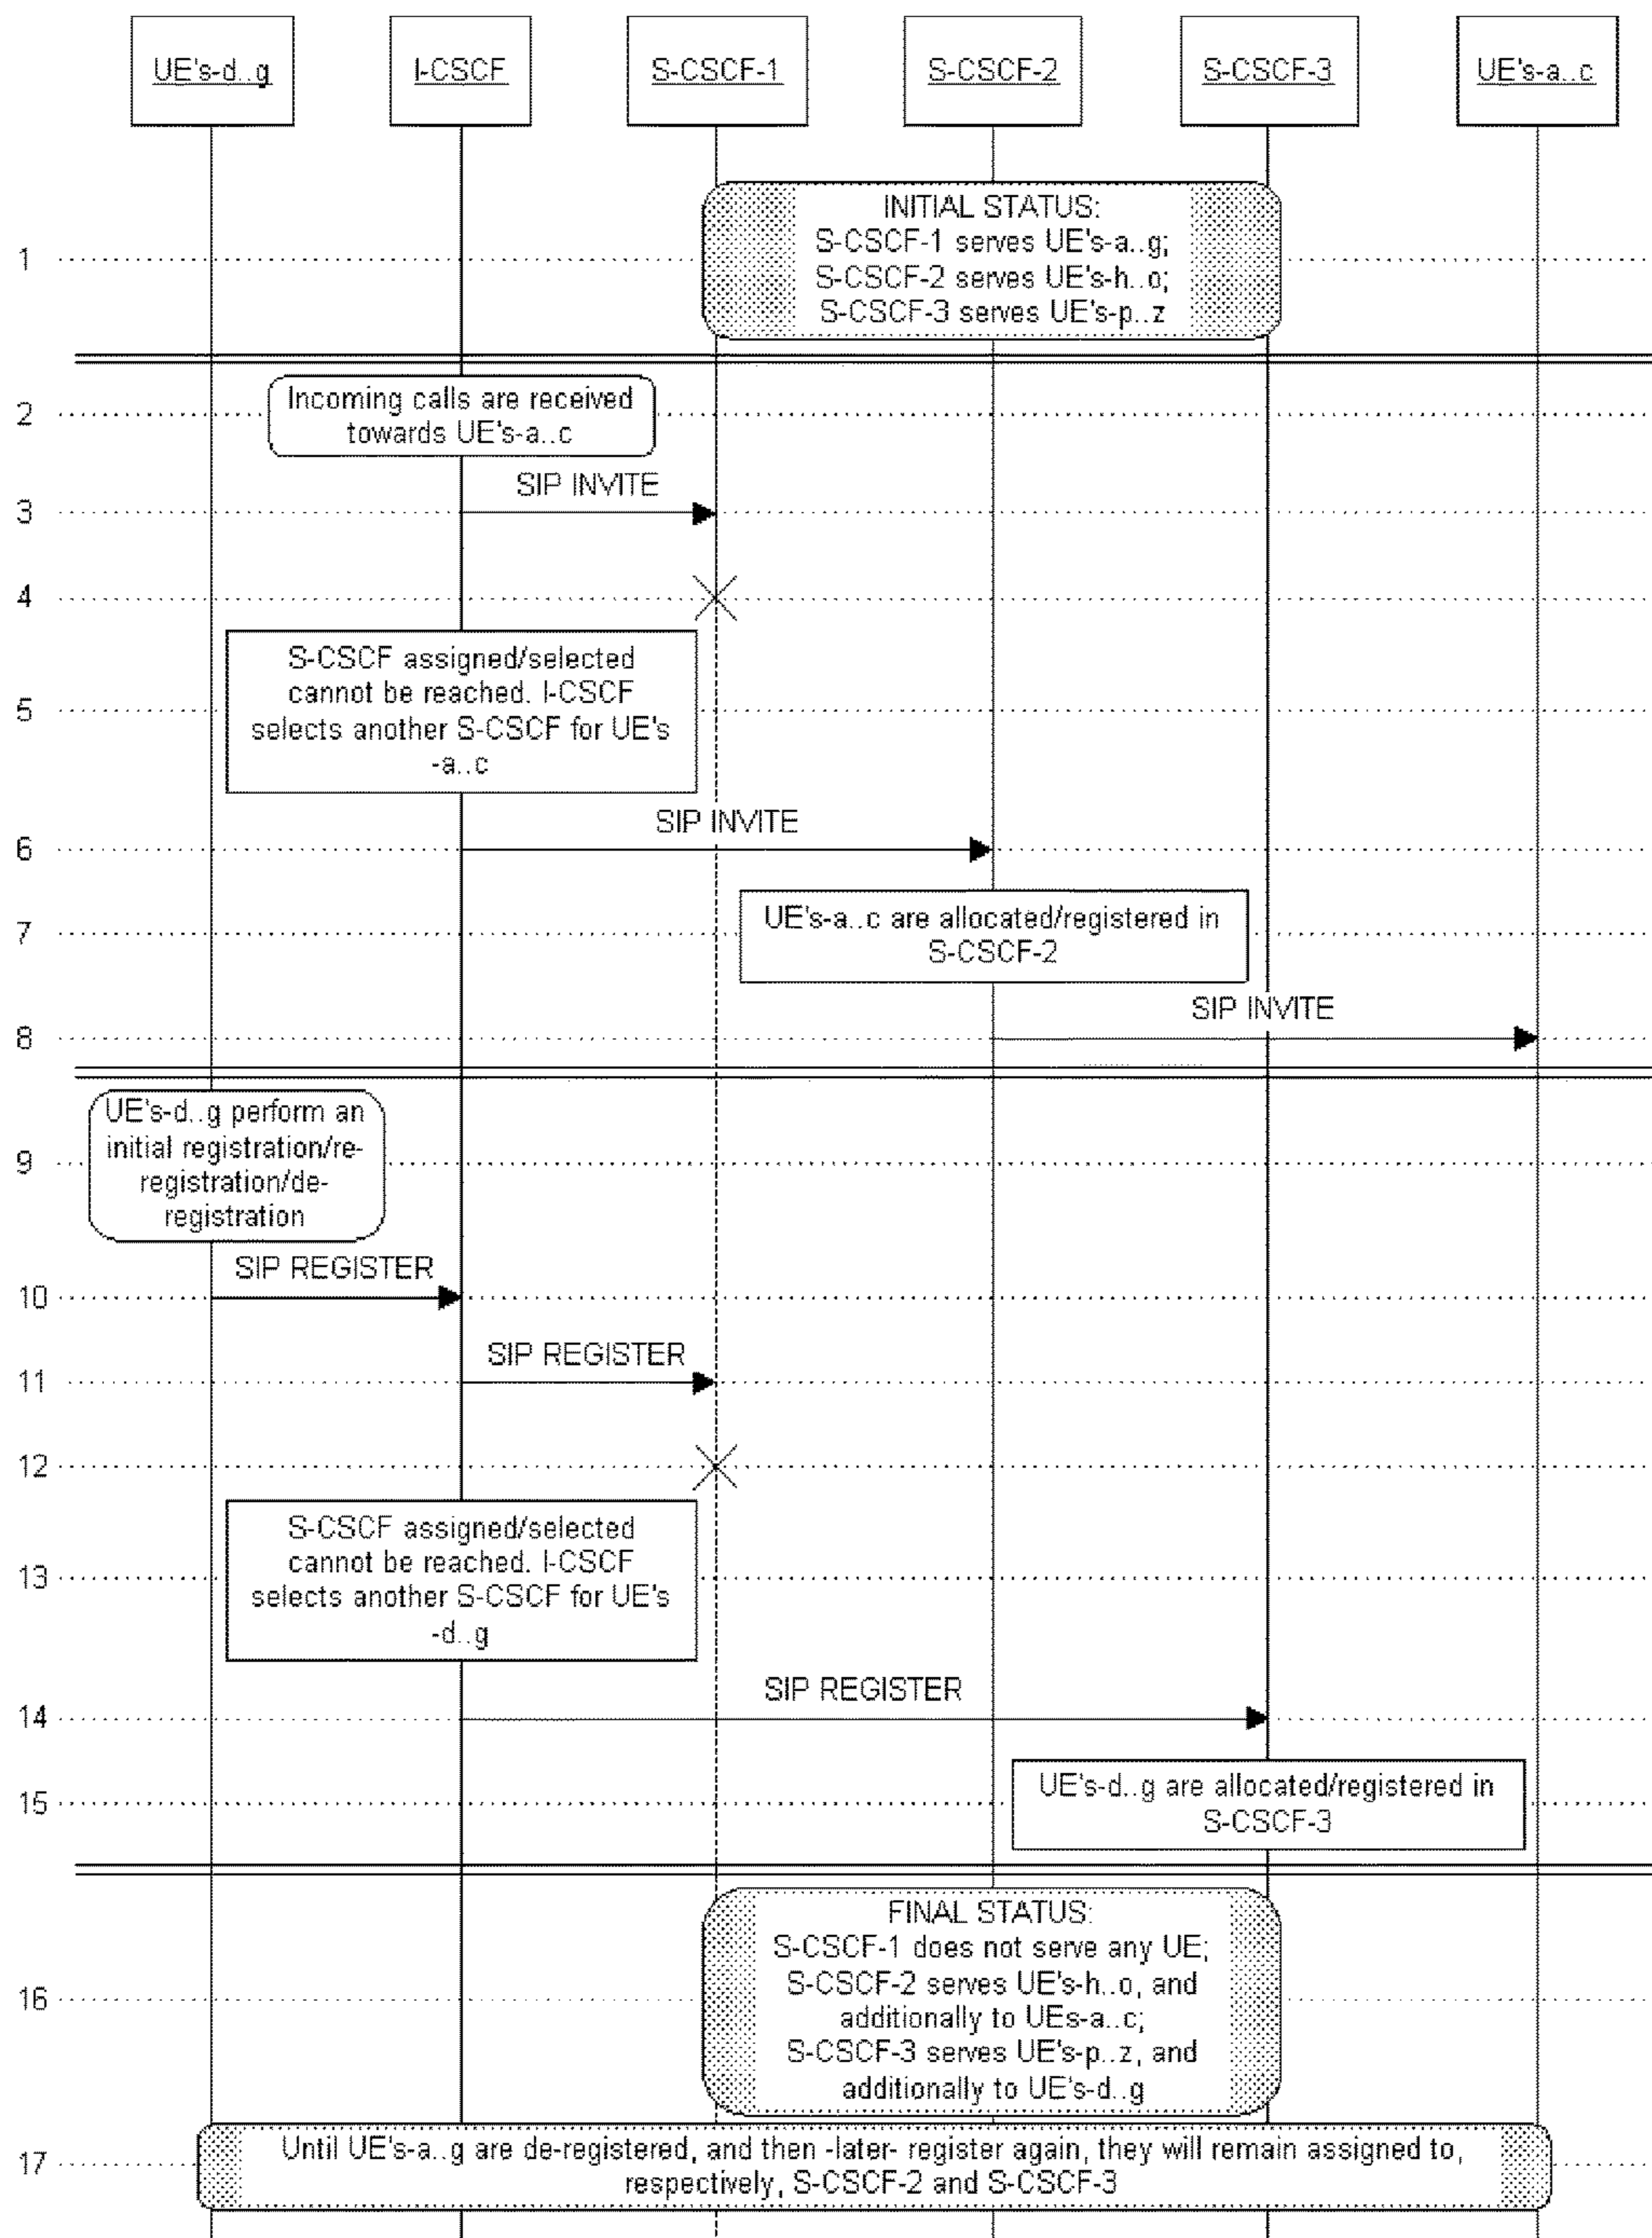 UE's-d..g
I-CSCF
S-CSCF-1
S-CSCF-2
S-CSCF-3
UE's-a..c
1
INITIAL STATUS:
S-CSCF-1 serves UE's-a..g;
S-CSCF-2 serves UE's-h..o;
S-CSCF-3 serves UE's-p..z
2
Incoming calls are received
towards UE's-a..c
SIP INVITE
3
4
5
S-CSCF assigned/selected
cannot be reached. I-CSCF
selects another S-CSCF for UE's
-a..c
SIP INVITE
6
7
UE's-a..c are allocated/registered in
S-CSCF-2
SIP INVITE
8
9
UE's-d..g perform an
initial registration/re-
registration/de-
registration
SIP REGISTER
10
SIP REGISTER
11
12
13
S-CSCF assigned/selected
cannot be reached. I-CSCF
selects another S-CSCF for UE's
-d..g
SIP REGISTER
14
15
UE's-d..g are allocated/registered in
S-CSCF-3
16
FINAL STATUS:
S-CSCF-1 does not serve any UE;
S-CSCF-2 serves UE's-h..o, and
additionally to UEs-a..c;
S-CSCF-3 serves UE's-p..z, and
additionally to UE's-d..g
17
Until UE's-a..g are de-registered, and then -later- register again, they will remain assigned to,
respectively, S-CSCF-2 and S-CSCF-3